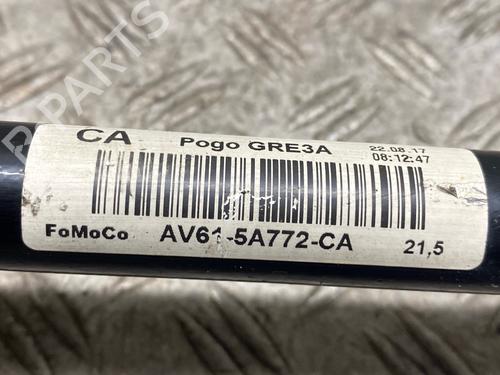 CA Pogo GRE3A 22.08.17
08:12:47
FoMoCo AV61-5A772-CA 21,5